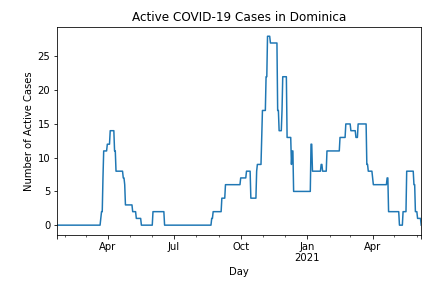 Active COVID-19 Cases in Dominica
Number of Active Cases
25
20
15
10
5
0
Apr
Jul
Oct
Jan
2021
Apr
Day